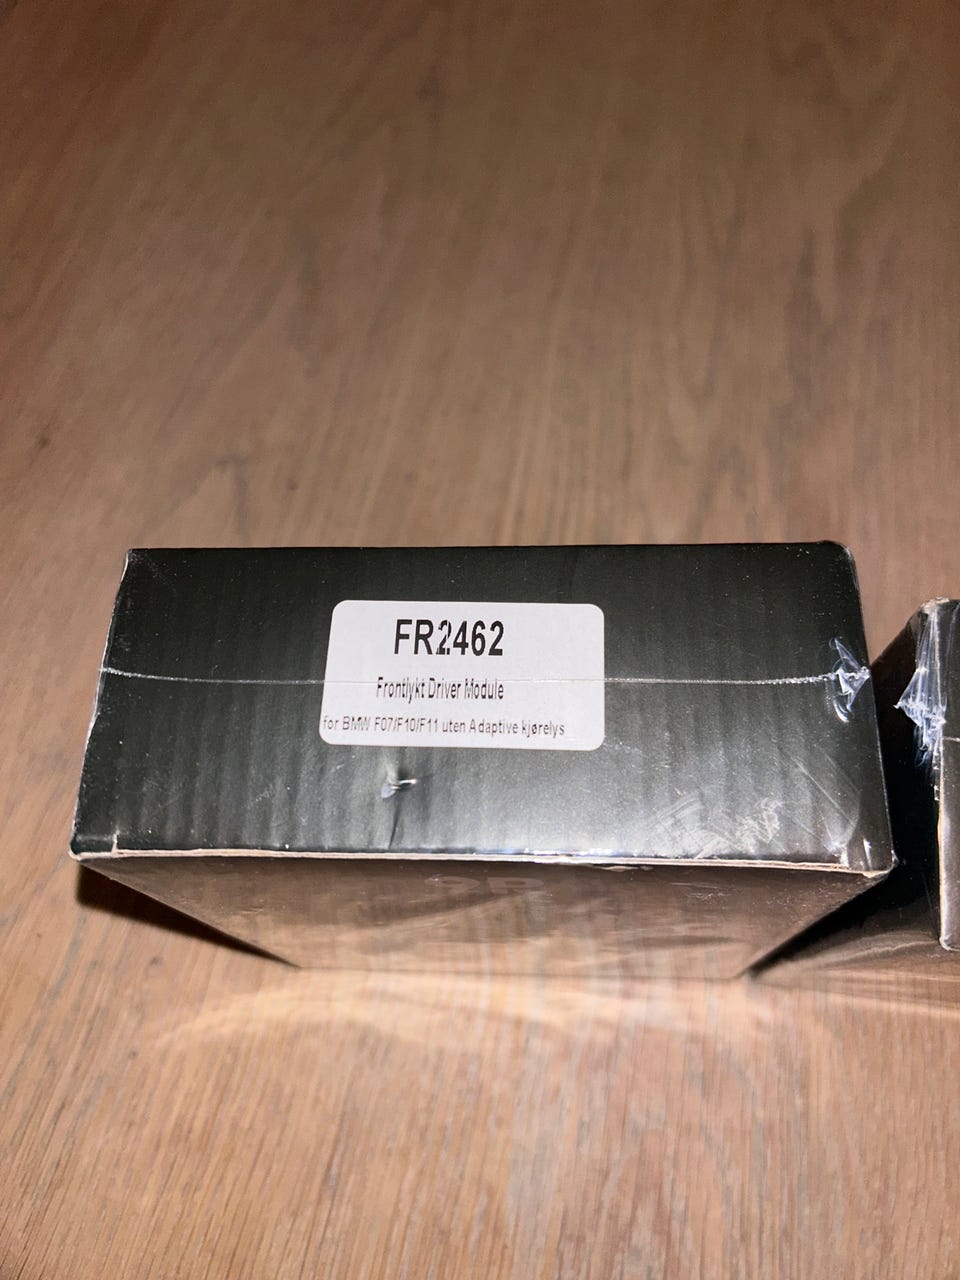 FR2462
Frontlykt Driver Module
for BMW F07/F10/F11 uten Adaptive kjørelys